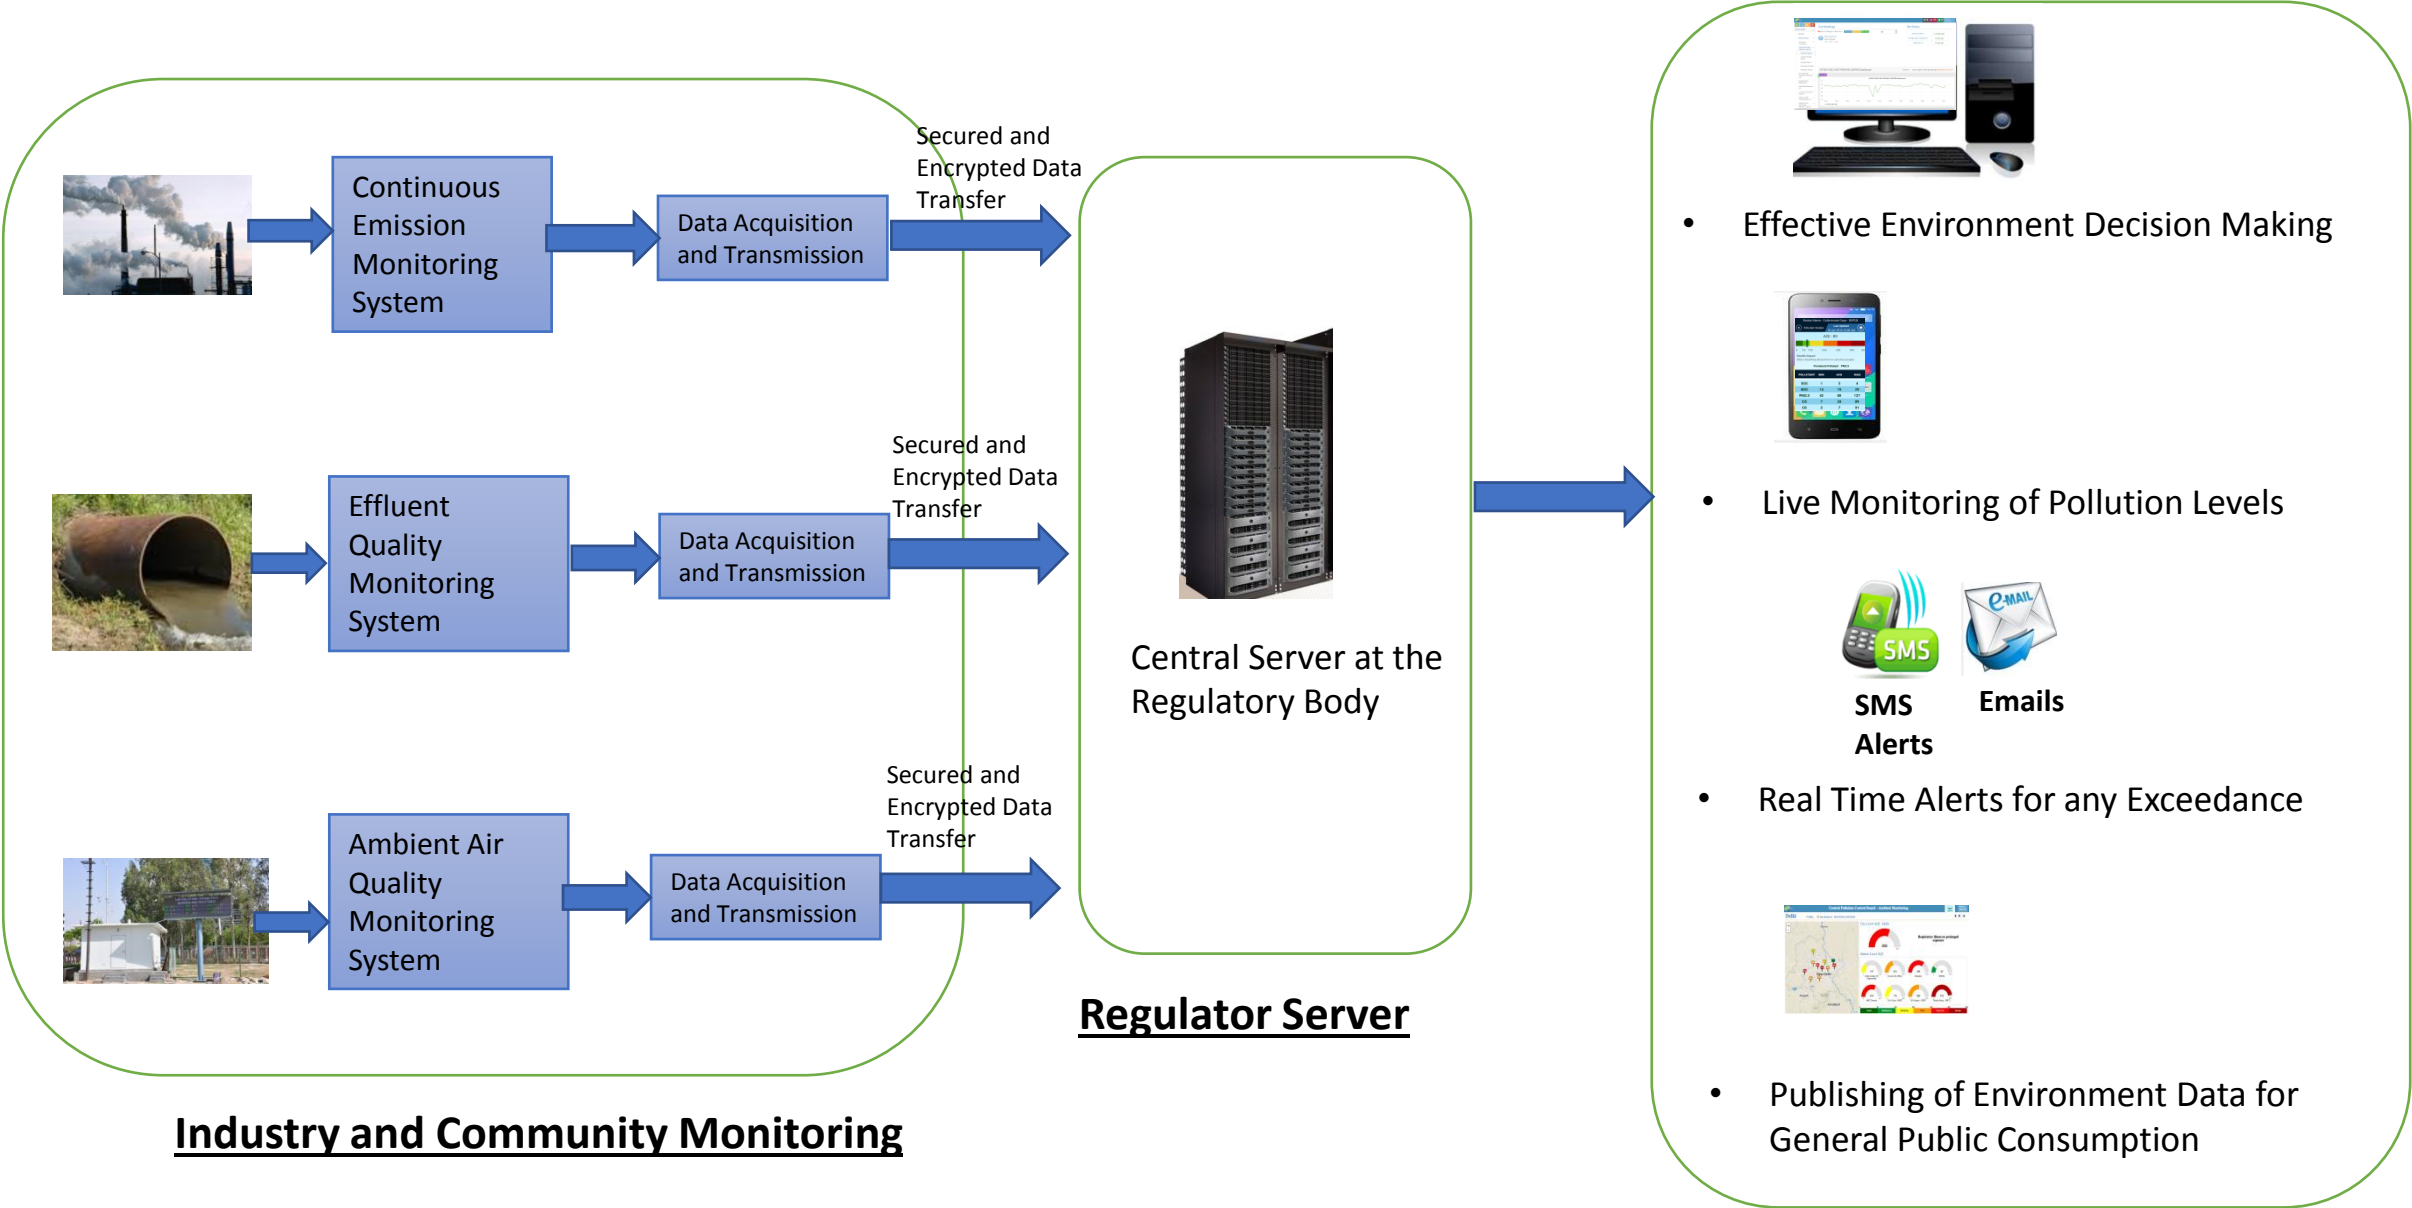 Continuous
Emission
Monitoring
System
Data Acquisition
and Transmission
Secured and
Encrypted Data
Transfer
Effluent
Quality
Monitoring
System
Data Acquisition
and Transmission
Secured and
Encrypted Data
Transfer
Ambient Air
Quality
Monitoring
System
Data Acquisition
and Transmission
Secured and
Encrypted Data
Transfer
Industry and Community Monitoring
Central Server at the
Regulatory Body
Regulator Server
• Effective Environment Decision Making
• Live Monitoring of Pollution Levels
SMS
e-MAIL
SMS
Alerts
Emails
• Real Time Alerts for any Exceedance
• Publishing of Environment Data for
General Public Consumption